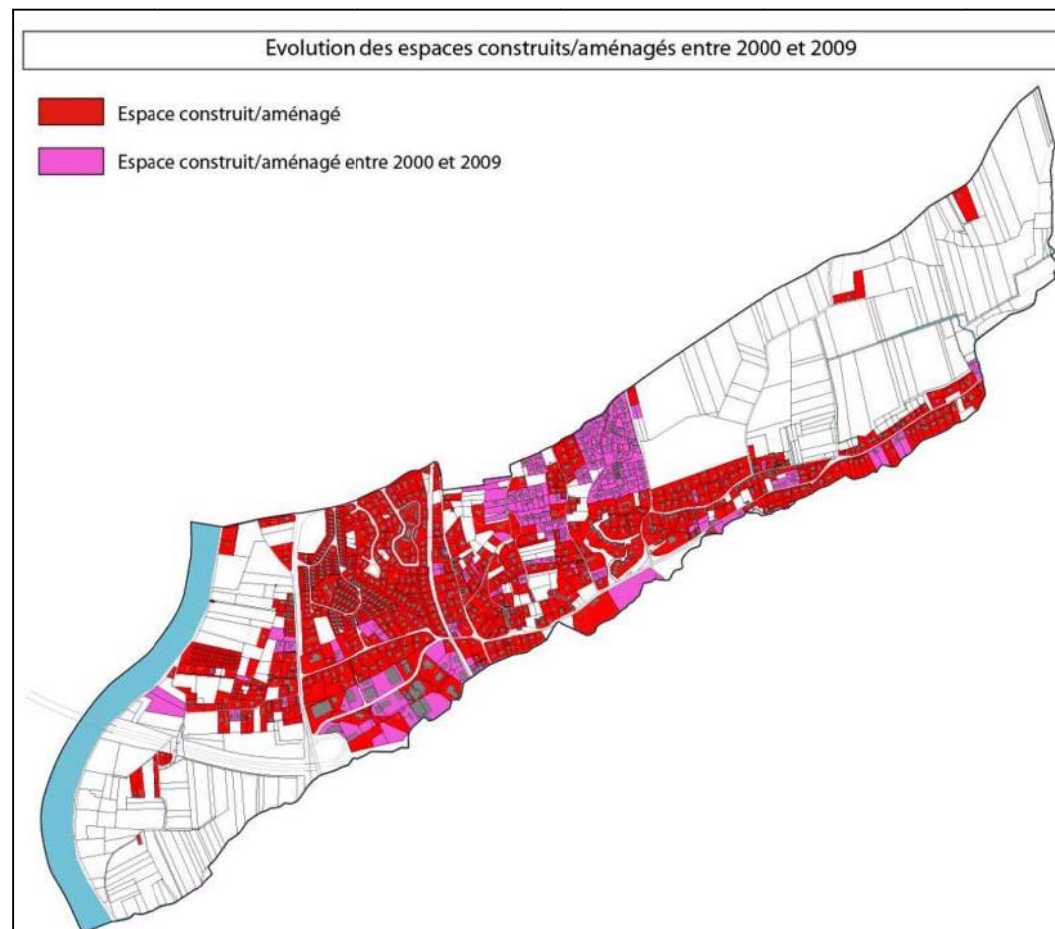 Evolution des espaces construits/aménagés entre 2000 et 2009
Espace construit/aménagé
Espace construit/aménagé entre 2000 et 2009